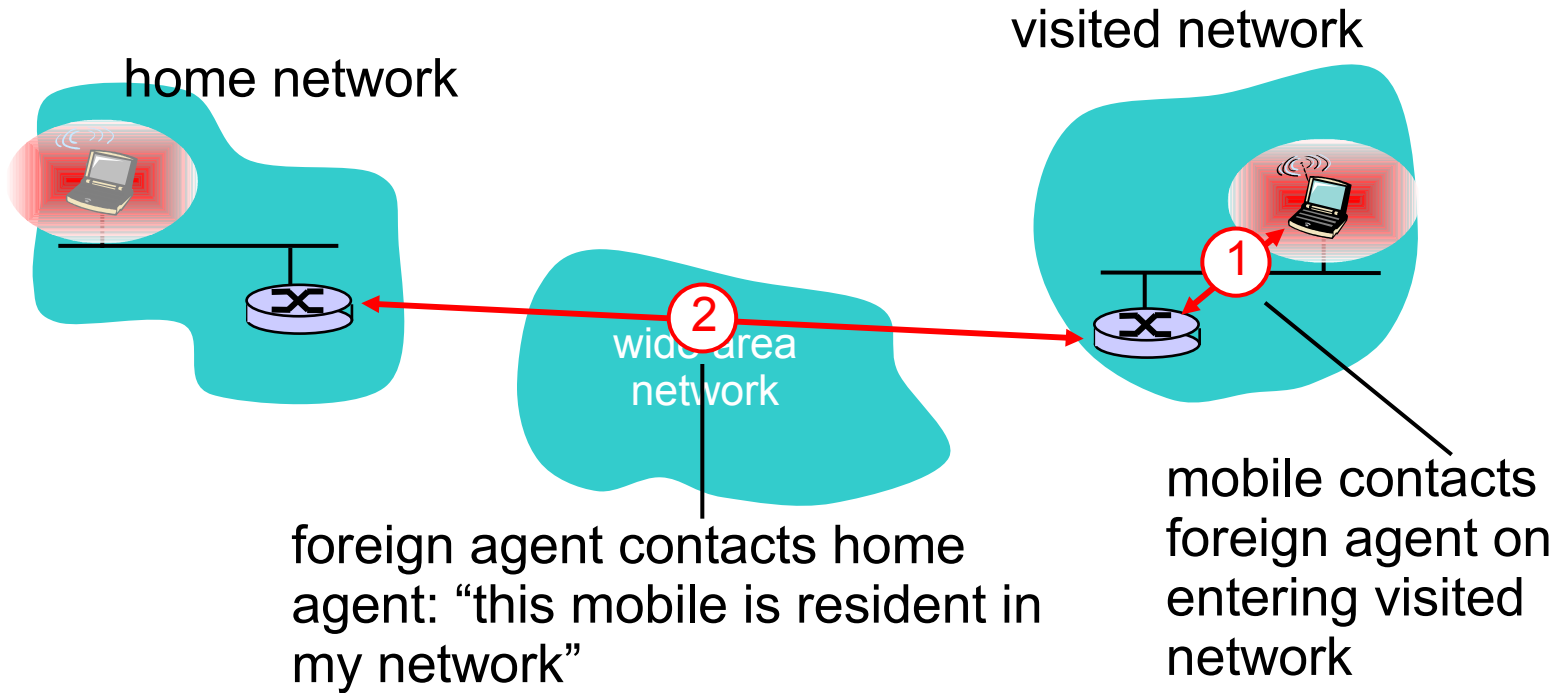 visited network
home network
1
2
wide area
network
mobile contacts
foreign agent on
entering visited
network
foreign agent contacts home
agent: “this mobile is resident in
my network”